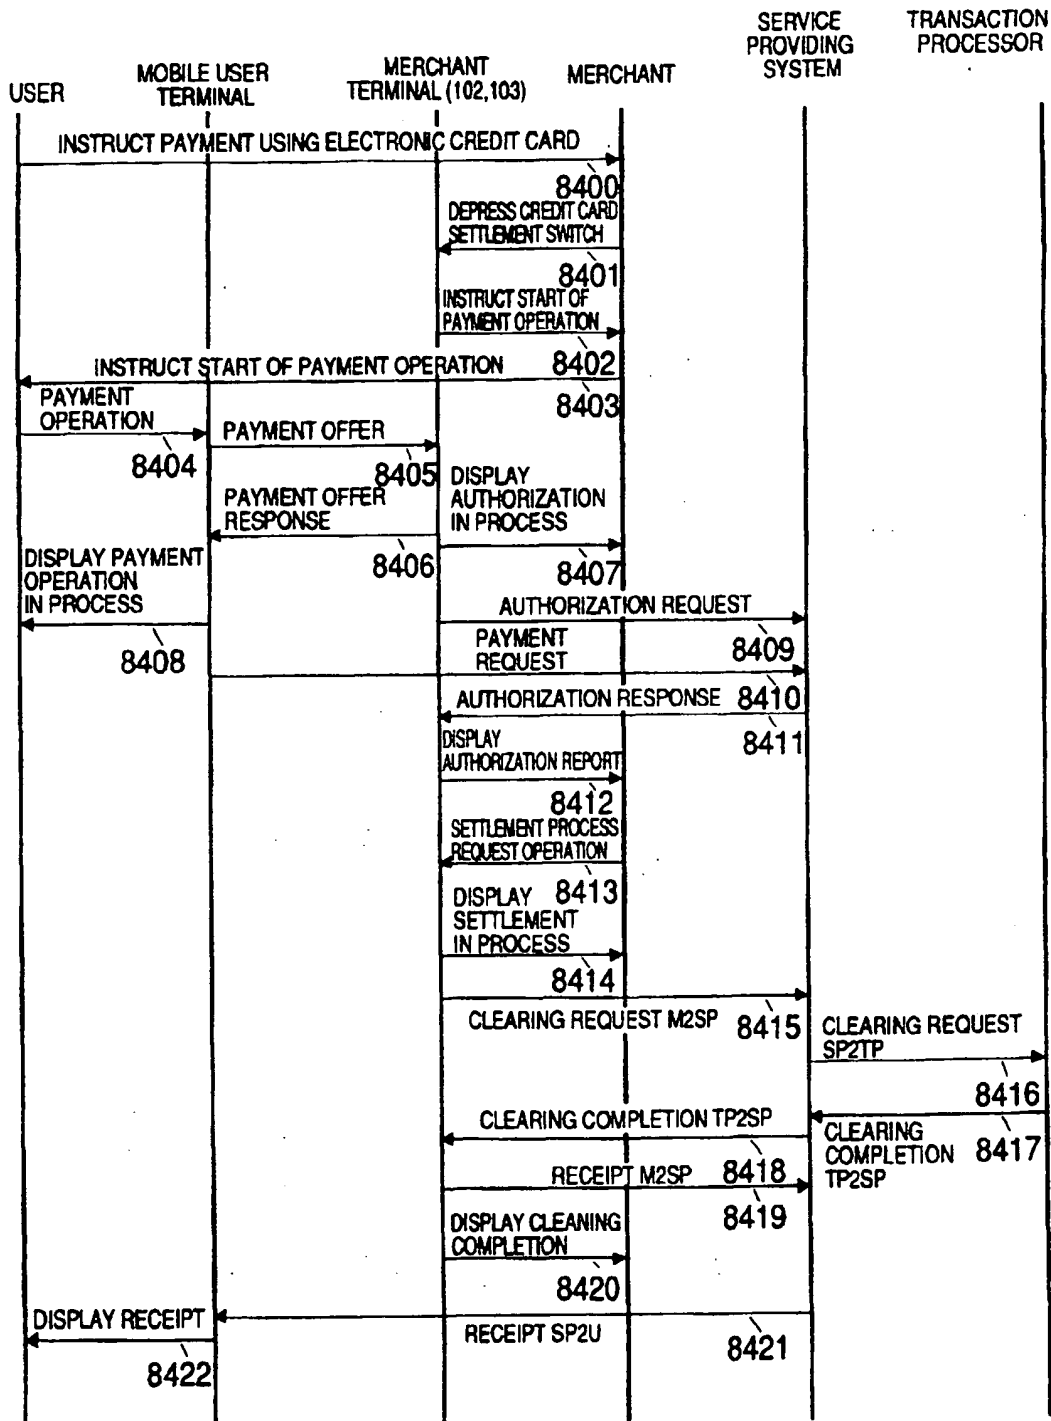 SERVICE
PROVIDING
SYSTEM
TRANSACTION
PROCESSOR
USER
MOBILE USER
TERMINAL
MERCHANT
TERMINAL (102,103)
MERCHANT
INSTRUCT PAYMENT USING ELECTRONIC CREDIT CARD
8400
DEPRESS CREDIT CARD
SETTLEMENT SWITCH
8401
INSTRUCT START OF
PAYMENT OPERATION
8402
INSTRUCT START OF PAYMENT OPERATION
8403
PAYMENT
OPERATION
8404
PAYMENT OFFER
8405
PAYMENT OFFER
RESPONSE
8406
DISPLAY
AUTHORIZATION
IN PROCESS
8407
DISPLAY PAYMENT
OPERATION
IN PROCESS
8408
AUTHORIZATION REQUEST
8409
PAYMENT
REQUEST
8410
AUTHORIZATION RESPONSE
8411
DISPLAY
AUTHORIZATION REPORT
8412
SETTLEMENT PROCESS
REQUEST OPERATION
8413
DISPLAY
SETTLEMENT
IN PROCESS
8414
CLEARING REQUEST M2SP
8415
CLEARING REQUEST
SP2TP
8416
CLEARING
COMPLETION
TP2SP
8417
CLEARING COMPLETION TP2SP
8418
RECEIPT M2SP
8419
DISPLAY CLEANING
COMPLETION
8420
RECEIPT SP2U
8421
DISPLAY RECEIPT
8422